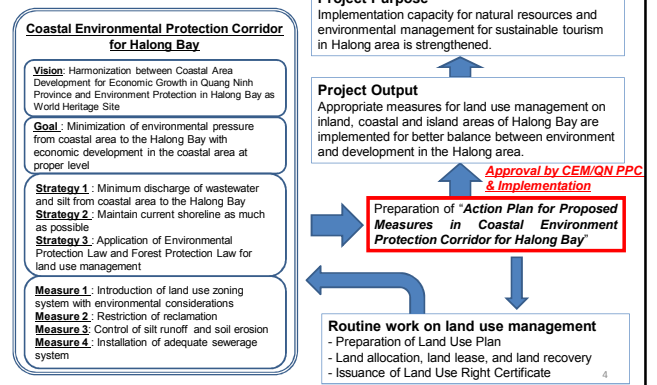 Coastal Environmental Protection Corridor
for Halong Bay
Vision: Harmonization between Coastal Area
Development for Economic Growth in Quang Ninh
Province and Environment Protection in Halong Bay as
World Heritage Site
Goal : Minimization of environmental pressure
from coastal area to the Halong Bay with
economic development in the coastal area at
proper level
Strategy 1 : Minimum discharge of wastewater
and silt from coastal area to the Halong Bay
Strategy 2 : Maintain current shoreline as much
as possible
Strategy 3 : Application of Environmental
Protection Law and Forest Protection Law for
land use management
Measure 1 : Introduction of land use zoning
system with environmental considerations
Measure 2 : Restriction of reclamation
Measure 3: Control of silt runoff and soil erosion
Measure 4 : Installation of adequate sewerage
system
Project Purpose
Implementation capacity for natural resources and
environmental management for sustainable tourism
in Halong area is strengthened.
Project Output
Appropriate measures for land use management on
inland, coastal and island areas of Halong Bay are
implemented for better balance between environment
and development in the Halong area.
Approval by CEM/QN PPC
& Implementation
Preparation of “Action Plan for Proposed
Measures in Coastal Environment
Protection Corridor for Halong Bay”
Routine work on land use management
- Preparation of Land Use Plan
- Land allocation, land lease, and land recovery
- Issuance of Land Use Right Certificate
4